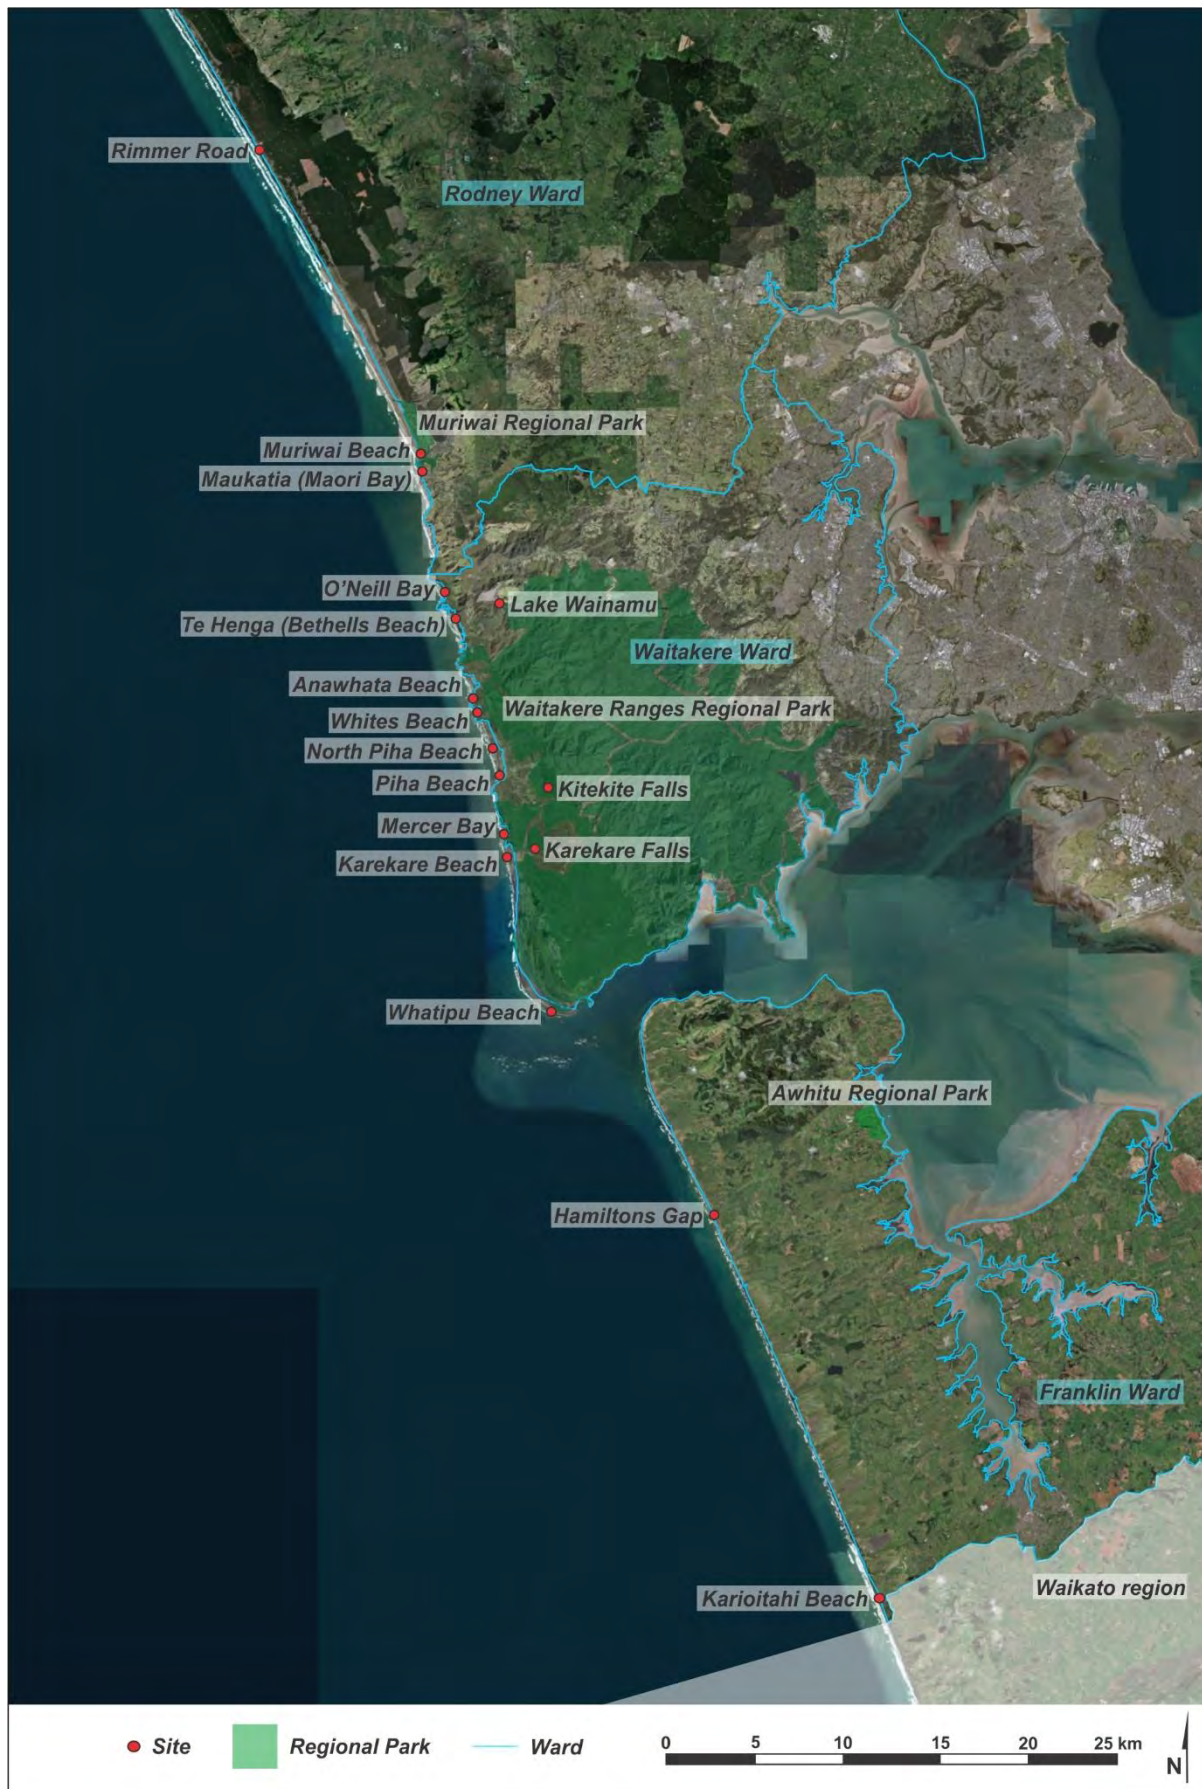 Rimmer Road
Rodney Ward
Muriwai Regional Park
Muriwai Beach
Maukatia (Maori Bay)
O'Neill Bay
Lake Wainamu
Te Henga (Bethells Beach)
Waitakere Ward
Anawhata Beach
Waitakere Ranges Regional Park
Whites Beach
North Piha Beach
Piha Beach
Kitekite Falls
Mercer Bay
Karekare Falls
Karekare Beach
Whatipu Beach
Awhitu Regional Park
Hamiltons Gap
Franklin Ward
Waikato region
Karioitahi Beach
Site
Regional Park
Ward
0 5 10 15 20 25 km
N